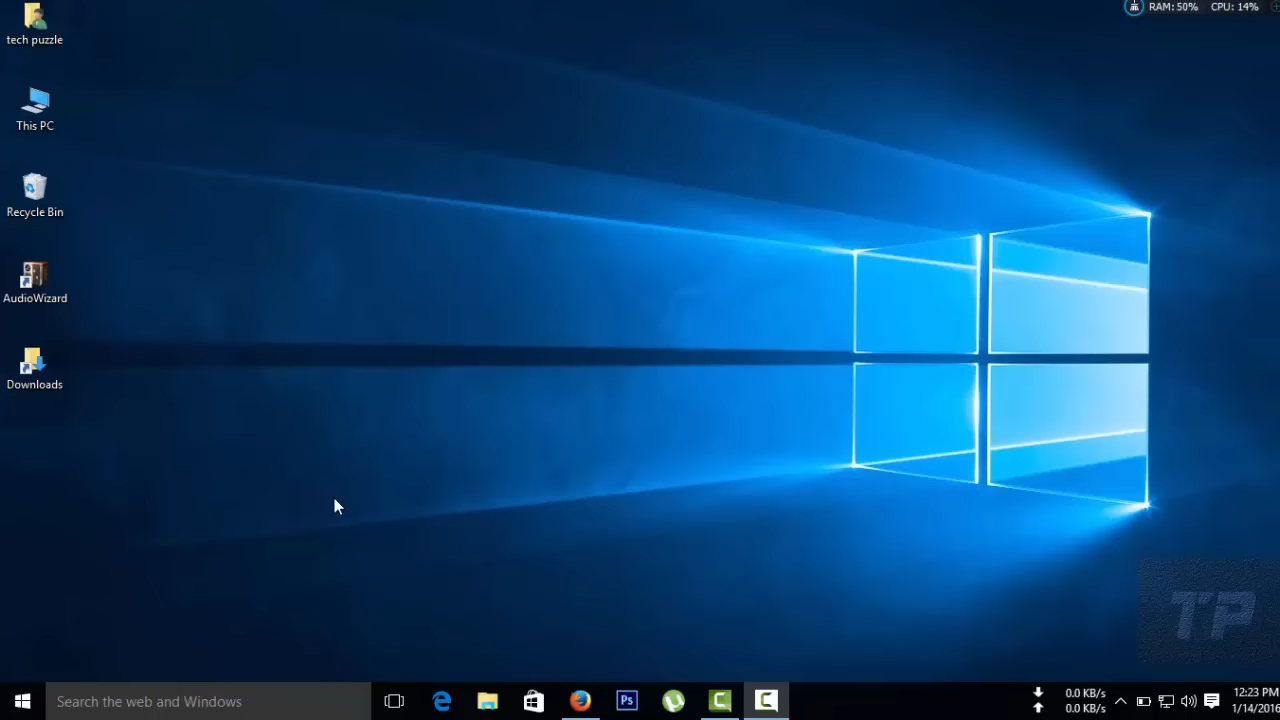 RAM: 50% CPU: 14%
tech puzzle
This PC
Recycle Bin
AudioWizard
Downloads
TP
Search the web and Windows
Ps
0.0 KB/s
0.0 KB/s
12:23 PM
1/14/2016